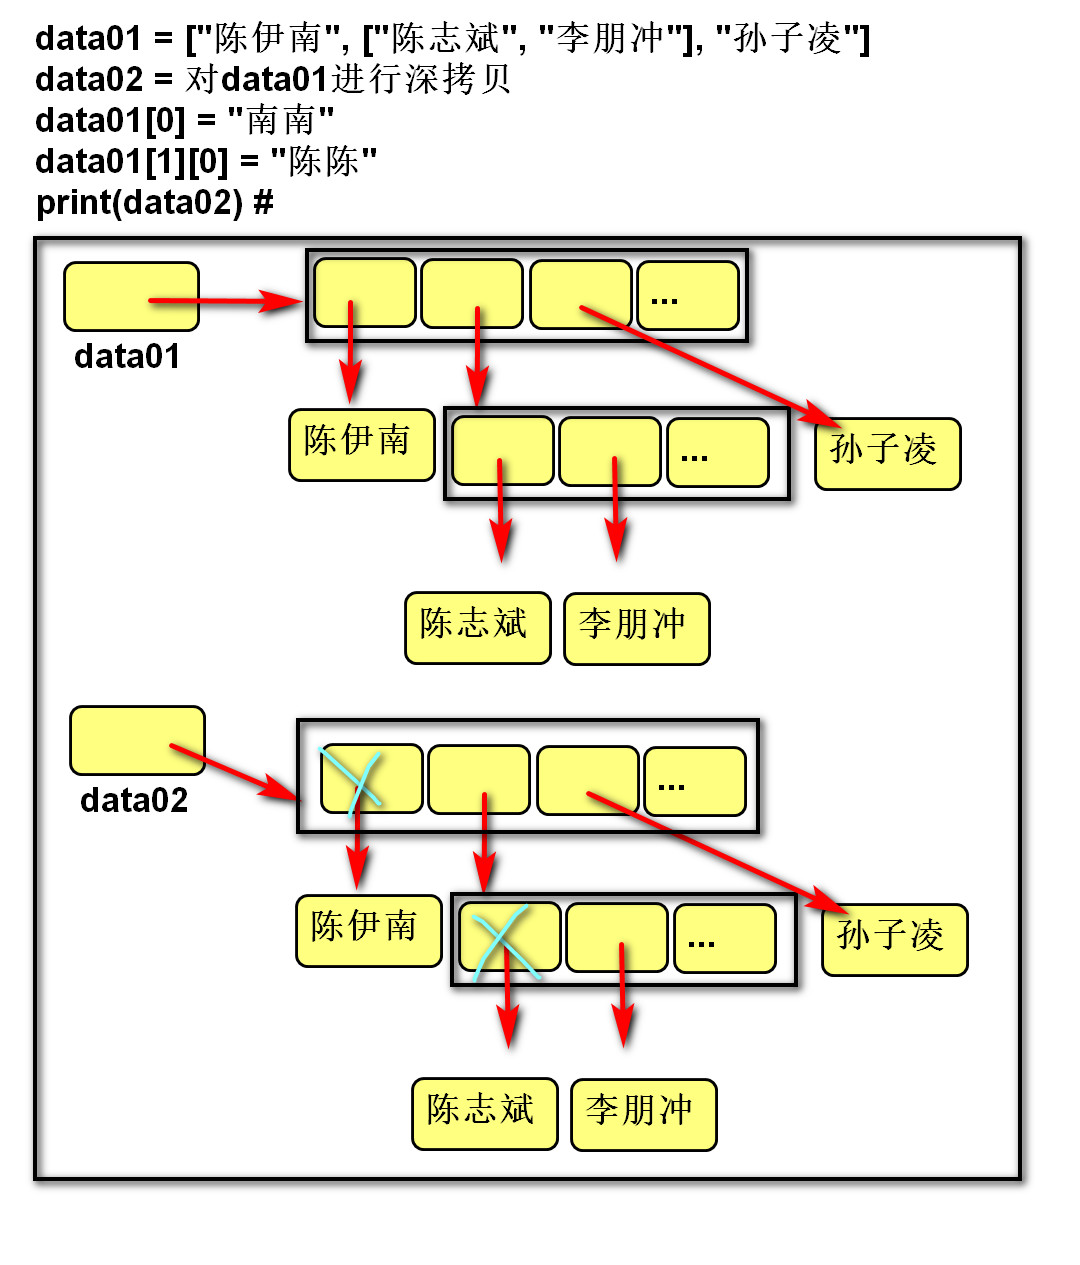 data01 = ["陈伊南", ["陈志斌", "李朋冲"], "孙子凌"]
data02 = 对data01进行深拷贝
data01[0] = "南南"
data01[1][0] = "陈陈"
print(data02) #
...
data01
陈伊南
...
孙子凌
陈志斌
李朋冲
...
data02
陈伊南
...
孙子凌
陈志斌
李朋冲